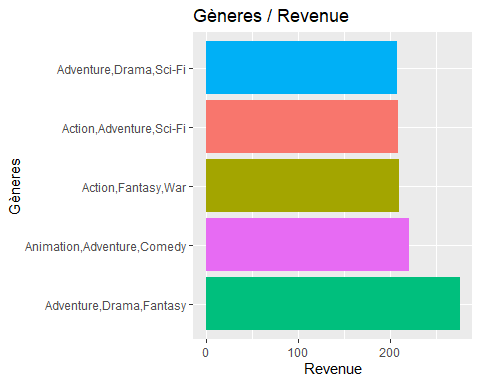 Gèneres / Revenue
Adventure,Drama,Sci-Fi
Action,Adventure,Sci-Fi
Action,Fantasy,War
Animation,Adventure,Comedy
Adventure,Drama,Fantasy
Gèneres
0 100 200
Revenue